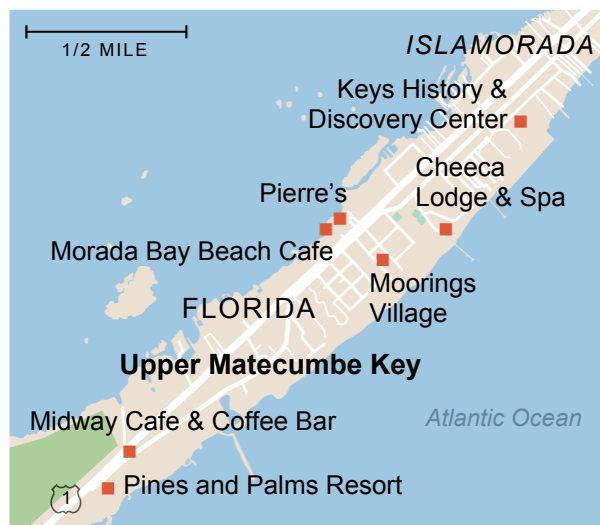 1/2 MILE
ISLAMORADA
Keys History &
Discovery Center
Cheeca
Lodge & Spa
Pierre’s
Morada Bay Beach Cafe
Moorings
Village
FLORIDA
Upper Matecumbe Key
Midway Cafe & Coffee Bar
Atlantic Ocean
1
Pines and Palms Resort